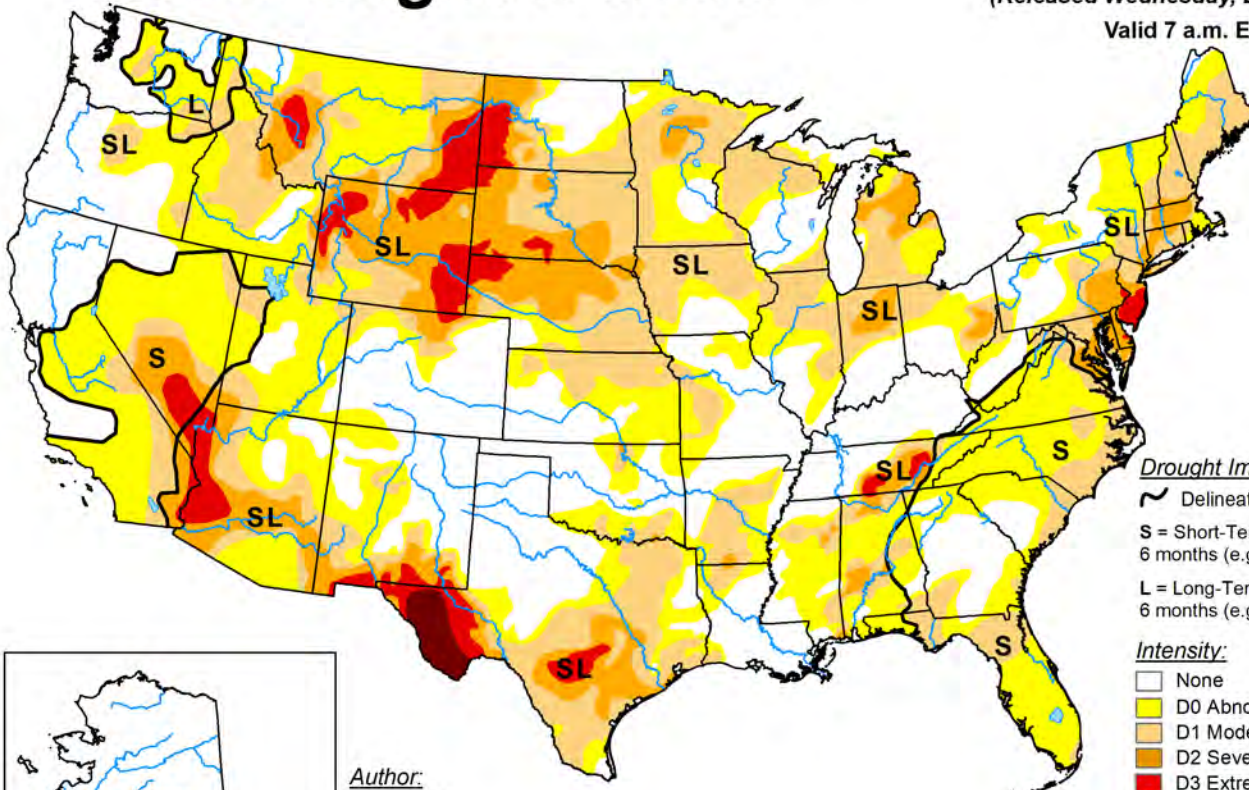 (Released Wednesday,
Valid 7 a.m. E
L
SL
SL
SL
SL
SL
S
SL
S
SL
SL
S
Drought Im
Delinea
S = Short-Te
6 months (e.g
L = Long-Ter
6 months (e.g
Intensity:
None
D0 Abno
D1 Mode
D2 Seve
D3 Extre
Author: